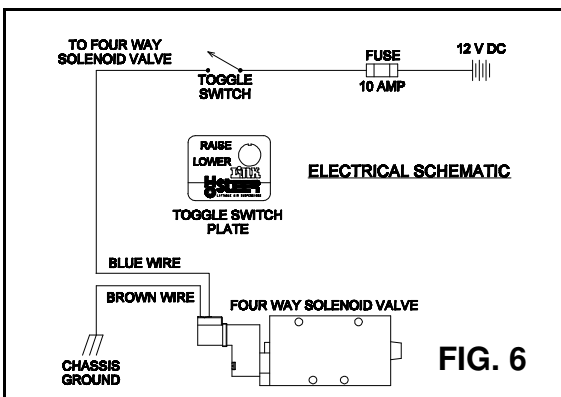 TO FOUR WAY
SOLENOID VALVE
TOGGLE
SWITCH
FUSE
10 AMP
12 V DC
RAISE
LOWER
LINK
TOGGLE SWITCH
PLATE
ELECTRICAL SCHEMATIC
BLUE WIRE
BROWN WIRE
FOUR WAY SOLENOID VALVE
CHASSIS
GROUND
FIG. 6